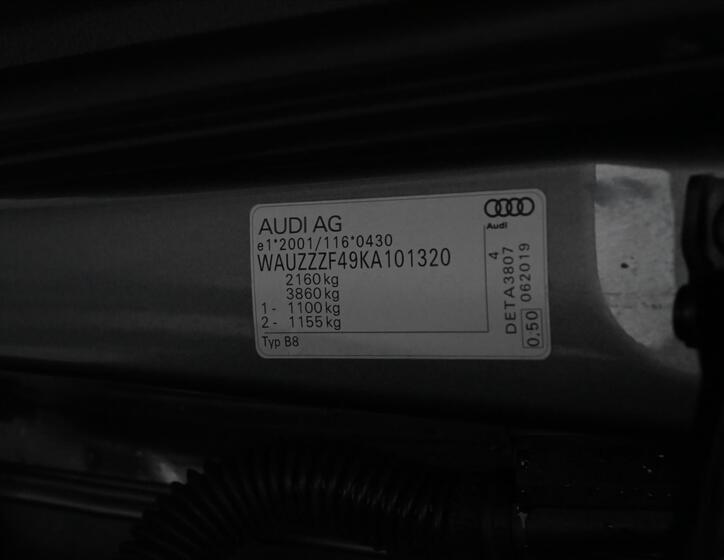 AUDI AG
e1*2001/116*0430
WAUZZZF49KA101320
2160 kg
3860 kg
1 - 1100 kg
2 - 1155 kg
Typ B8
Audi
4
DETA3807
062019
0.50